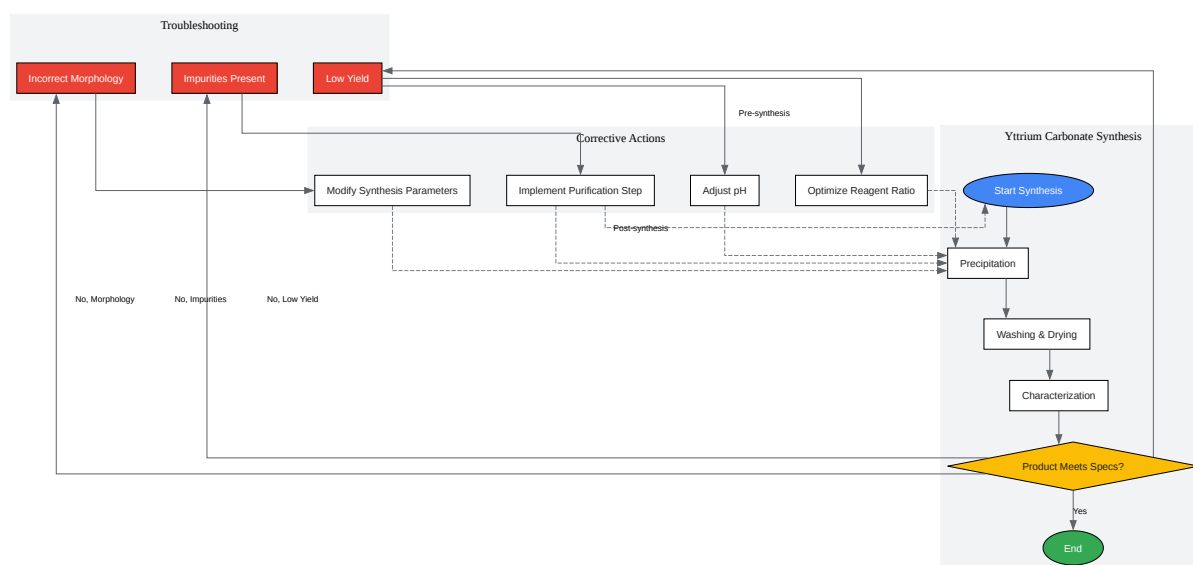 Troubleshooting
Incorrect Morphology
Impurities Present
Low Yield
Pre-synthesis
Corrective Actions
Yttrium Carbonate Synthesis
Modify Synthesis Parameters
Implement Purification Step
Adjust pH
Optimize Reagent Ratio
Start Synthesis
Post-synthesis
Precipitation
No, Morphology
No, Impurities
No, Low Yield
Washing & Drying
Characterization
Product Meets Specs?
Yes
End